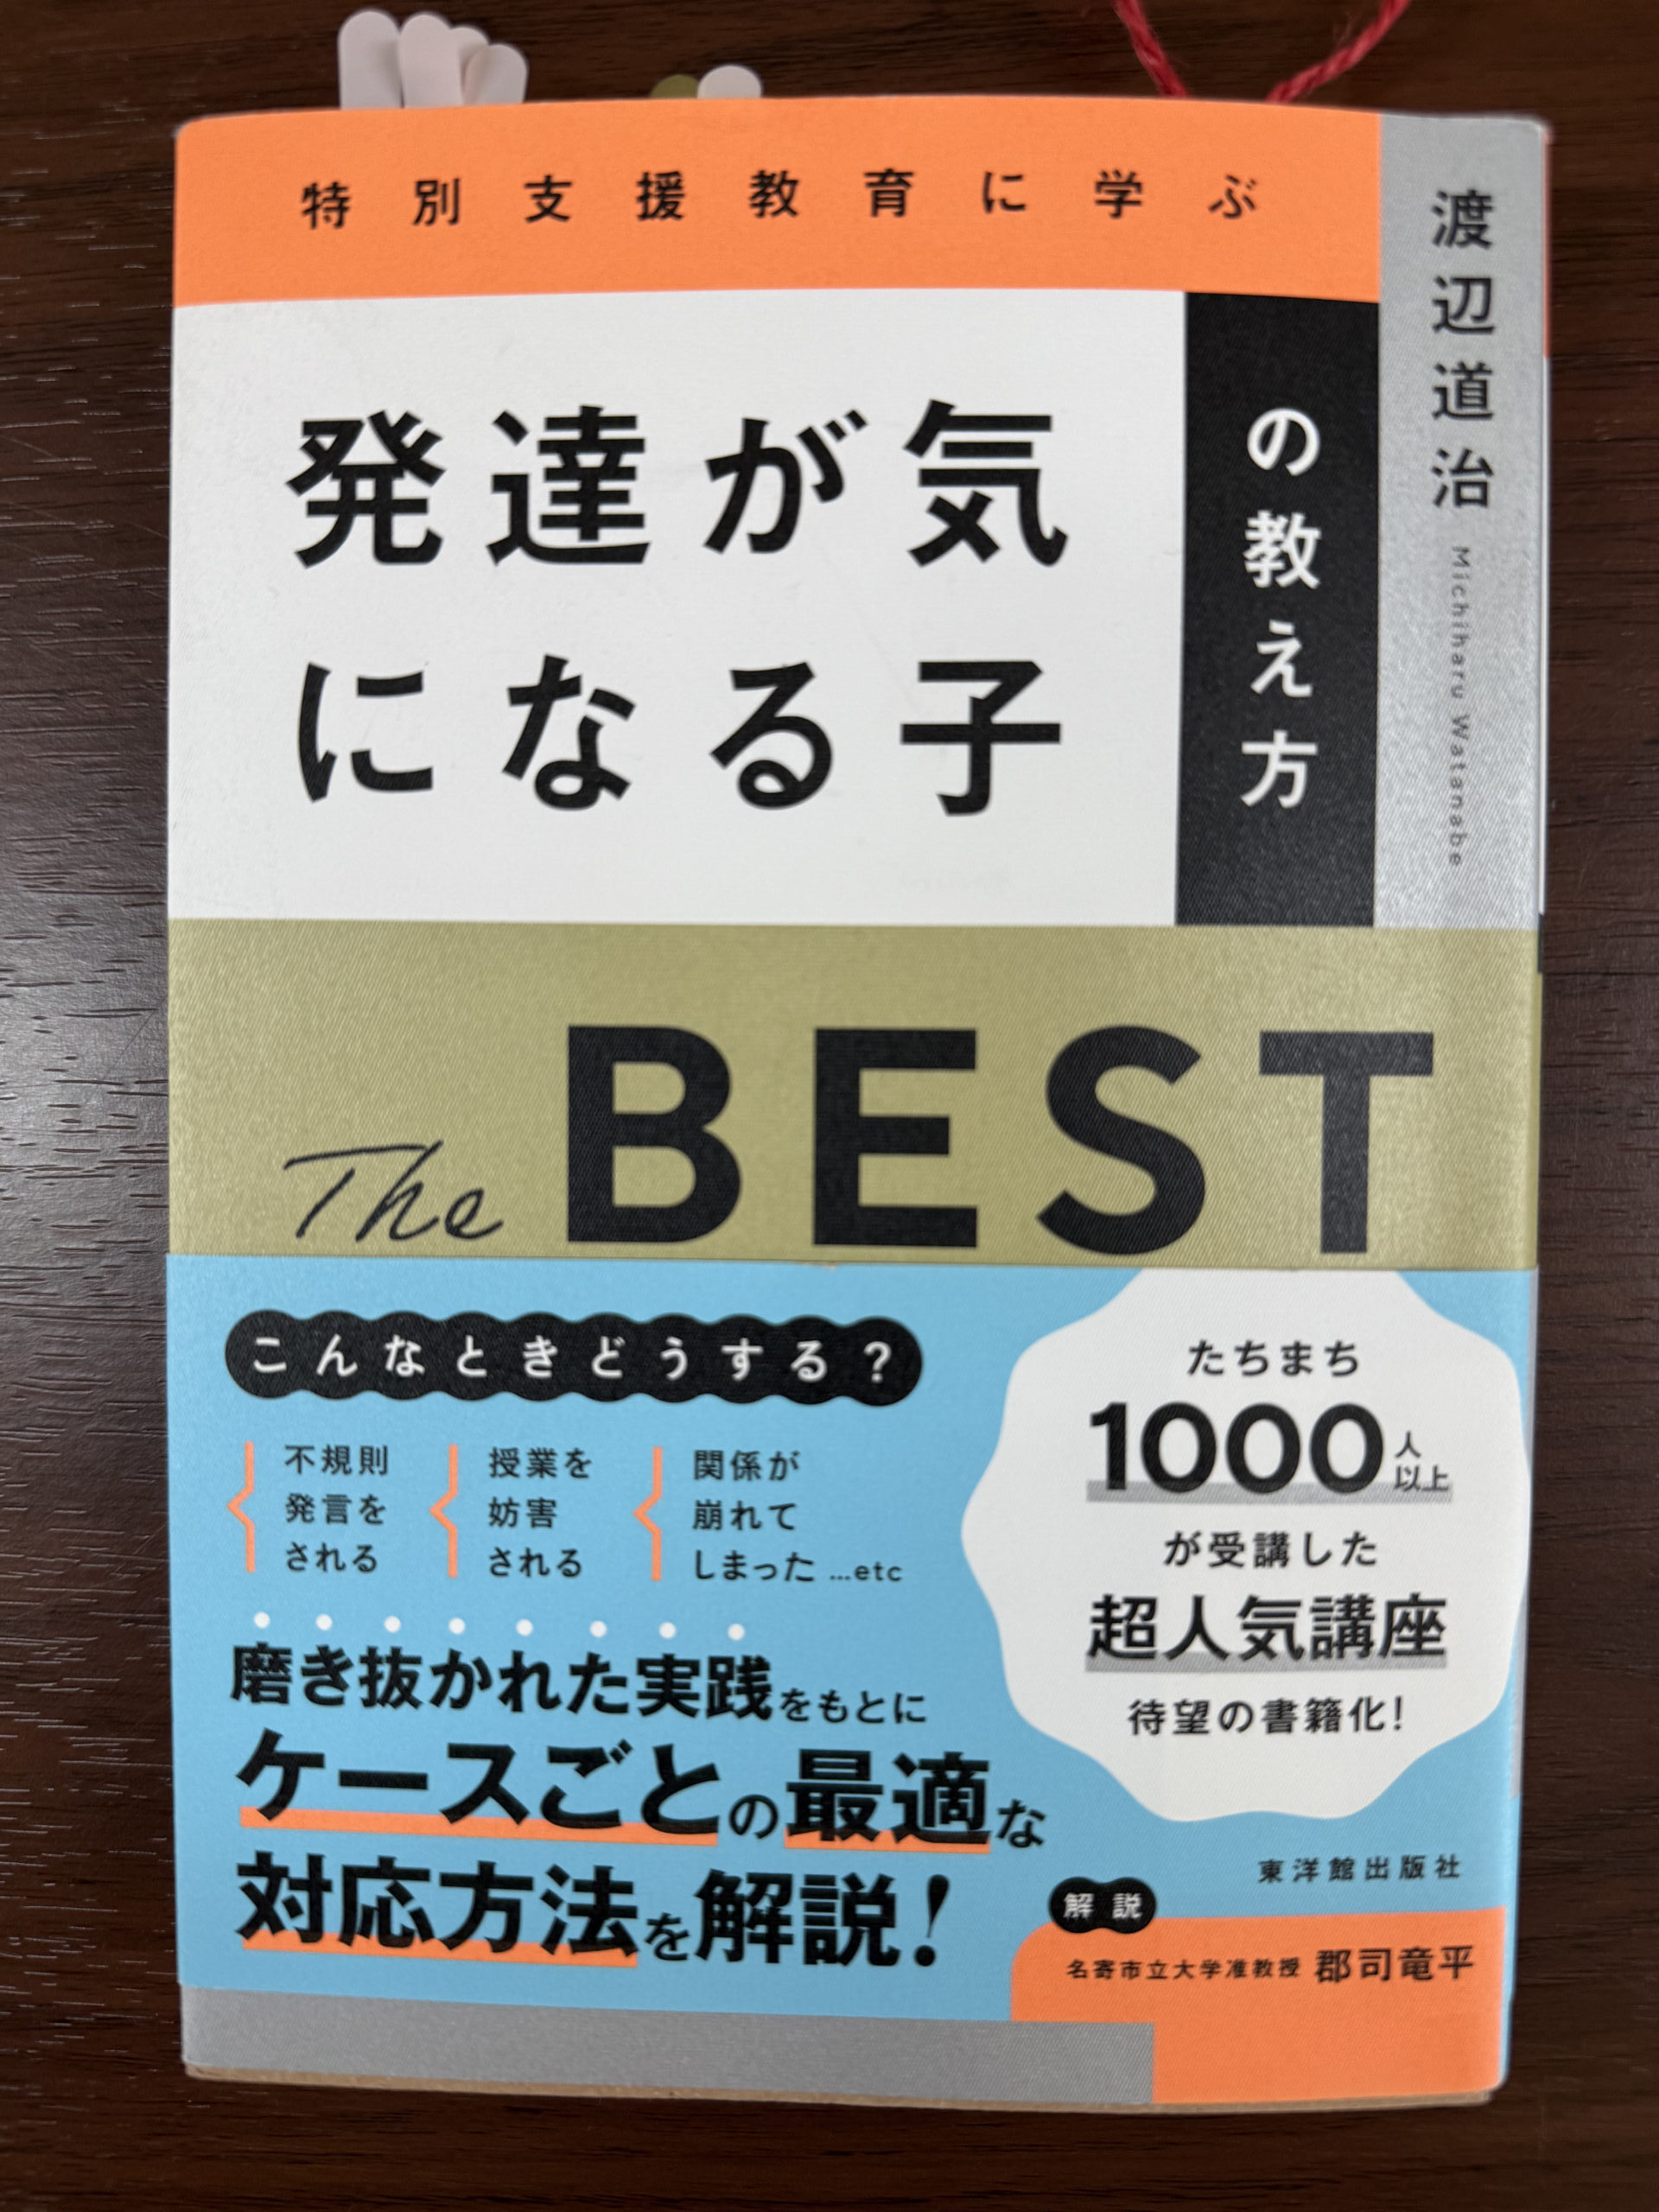 特別支援教育に学ぶ
発達が気
になる子
の教え方
渡辺道治 Michiharu Watanabe
The BEST
こんなときどうする?
不規則
発言を
される
授業を
妨害
される
関係が
崩れて
しまった ...etc
磨き抜かれた実践をもとに
ケースごとの最適な
対応方法を解説!
たちまち
1000人以上
が受講した
超人気講座
待望の書籍化!
東洋館出版社
解説
名寄市立大学准教授 郡司竜平